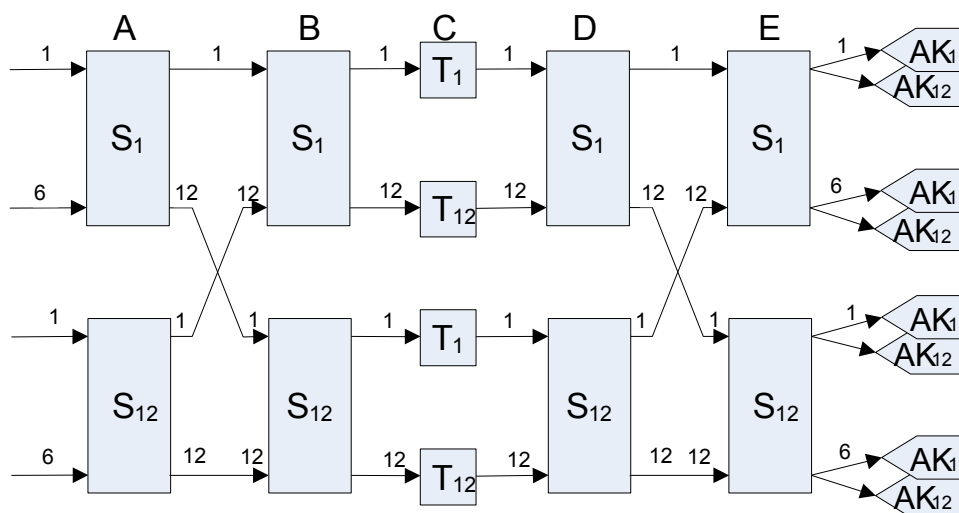 A B C D E
1 1 1 T1 1 1 1 AK1
AK12
S1 S1 S1 S1
6 12 12 12 T12 12 12 12 6 AK1
AK12
1 1 1 1 T1 1 1 1 1 AK1
AK12
S12 S12 S12 S12
6 12 12 12 T12 12 12 12 6 AK1
AK12